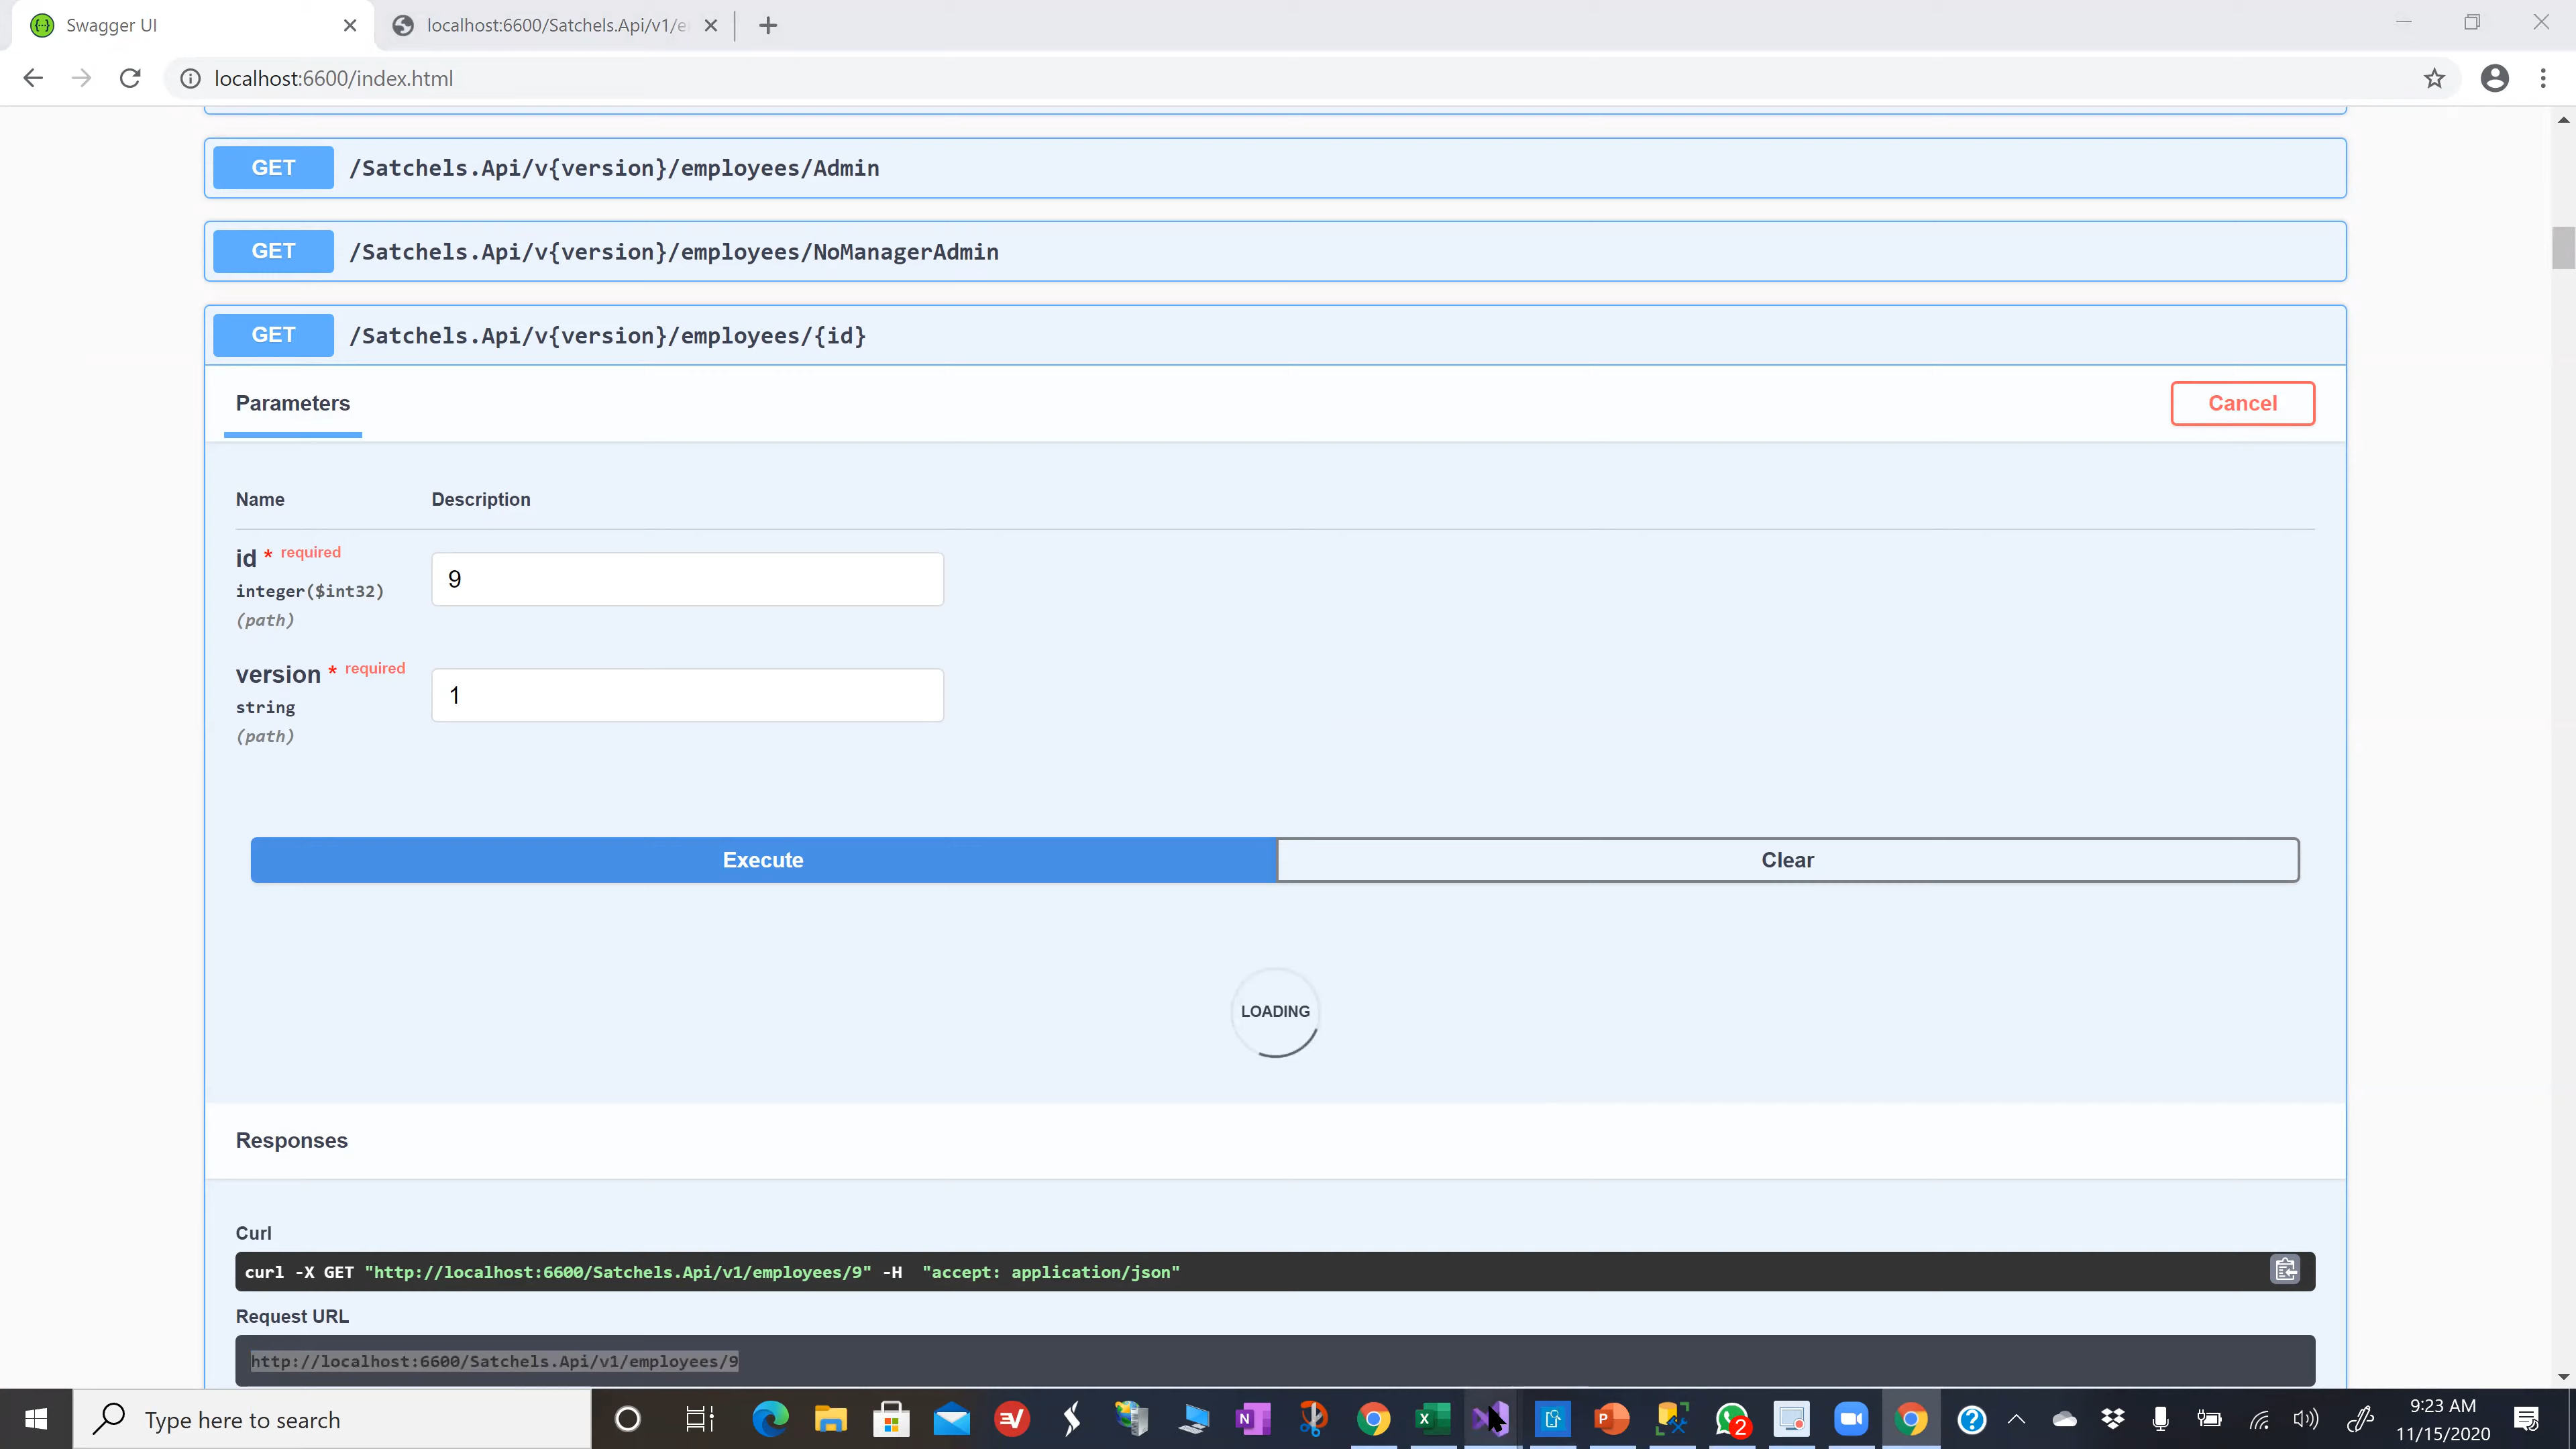 Swagger UI
localhost:6600/Satchels.Api/v1/e
localhost:6600/index.html
GET /Satchels.Api/v{version}/employees/Admin
GET /Satchels.Api/v{version}/employees/NoManagerAdmin
GET /Satchels.Api/v{version}/employees/{id}
Parameters
Cancel
Name Description
id * required
integer($int32)
(path)
9
version * required
string
(path)
1
Execute
Clear
LOADING
Responses
Curl
curl -X GET "http://localhost:6600/Satchels.Api/v1/employees/9" -H "accept: application/json"
Request URL
http://localhost:6600/Satchels.Api/v1/employees/9
Type here to search
2
9:23 AM
11/15/2020